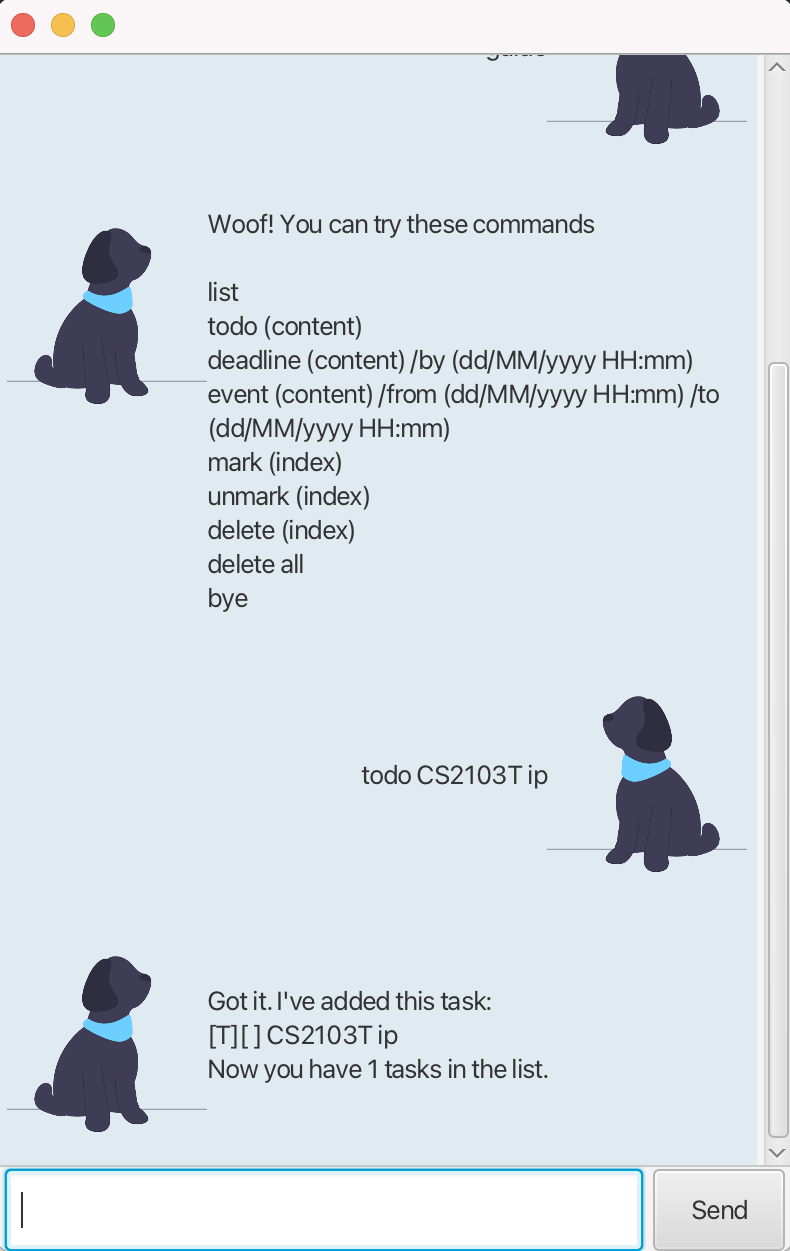 Woof! You can try these commands
list
todo (content)
deadline (content) /by (dd/MM/yyyy HH:mm)
event (content) /from (dd/MM/yyyy HH:mm) /to
(dd/MM/yyyy HH:mm)
mark (index)
unmark (index)
delete (index)
delete all
bye
todo CS2103T ip
Got it. I've added this task:
[T][ ] CS2103T ip
Now you have 1 tasks in the list.
Send